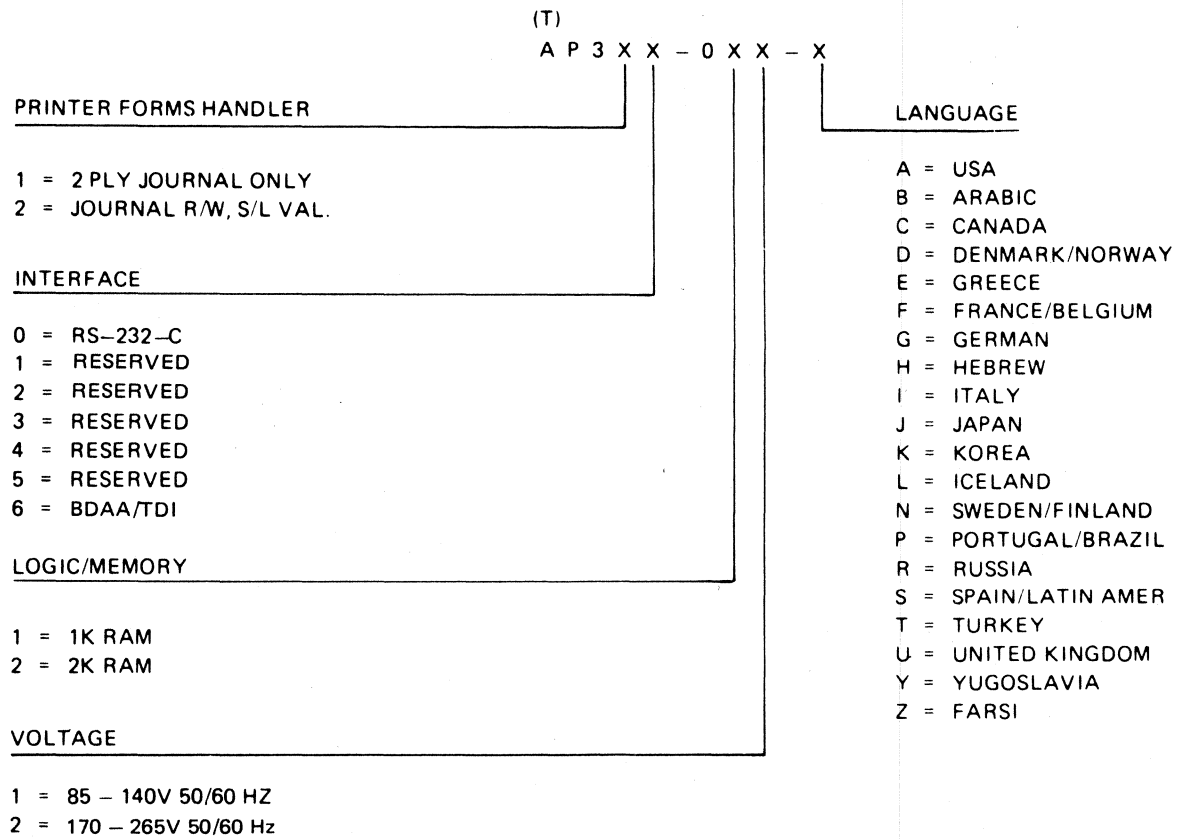 (T)
A P 3 X X – 0 X X – X
PRINTER FORMS HANDLER
1 = 2 PLY JOURNAL ONLY
2 = JOURNAL R/W, S/L VAL.
INTERFACE
0 = RS–232–C
1 = RESERVED
2 = RESERVED
3 = RESERVED
4 = RESERVED
5 = RESERVED
6 = BDAA/TDI
LOGIC/MEMORY
1 = 1K RAM
2 = 2K RAM
VOLTAGE
1 = 85 – 140V 50/60 HZ
2 = 170 – 265V 50/60 Hz
LANGUAGE
A = USA
B = ARABIC
C = CANADA
D = DENMARK/NORWAY
E = GREECE
F = FRANCE/BELGIUM
G = GERMAN
H = HEBREW
I = ITALY
J = JAPAN
K = KOREA
L = ICELAND
N = SWEDEN/FINLAND
P = PORTUGAL/BRAZIL
R = RUSSIA
S = SPAIN/LATIN AMER
T = TURKEY
U = UNITED KINGDOM
Y = YUGOSLAVIA
Z = FARSI